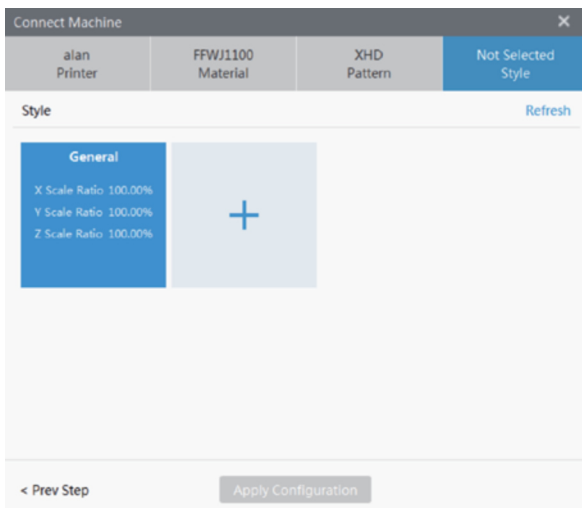 Connect Machine
alan
Printer
FFWJ1100
Material
XHD
Pattern
Not Selected
Style
Style
Refresh
General
X Scale Ratio 100.00%
Y Scale Ratio 100.00%
Z Scale Ratio 100.00%
< Prev Step
Apply Configuration